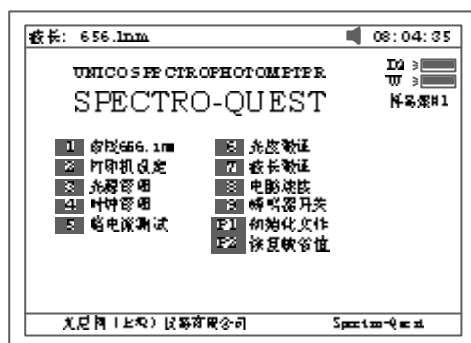 波长: 656.1nm 08:04:35
UNICO SPECTROPHOTOMETER D2
SPECTRO-QUEST W
样品架#1
1 密段656.1nm 6 光度验证
2 打印机设定 7 波长验证
3 光源管理 8 电脑连接
4 时钟管理 9 蜂鸣器开关
5 暗电流测试 F1 初始化文件
F2 恢复缺省值
尤尼柯(上海)仪器有限公司 Spectro-Quest